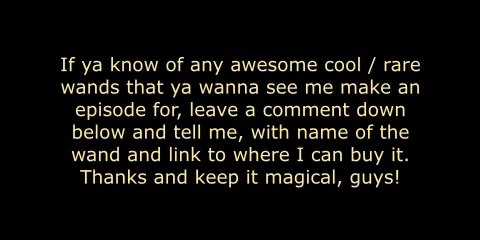 If ya know of any awesome cool / rare
wands that ya wanna see me make an
episode for, leave a comment down
below and tell me, with name of the
wand and link to where I can buy it.
Thanks and keep it magical, guys!